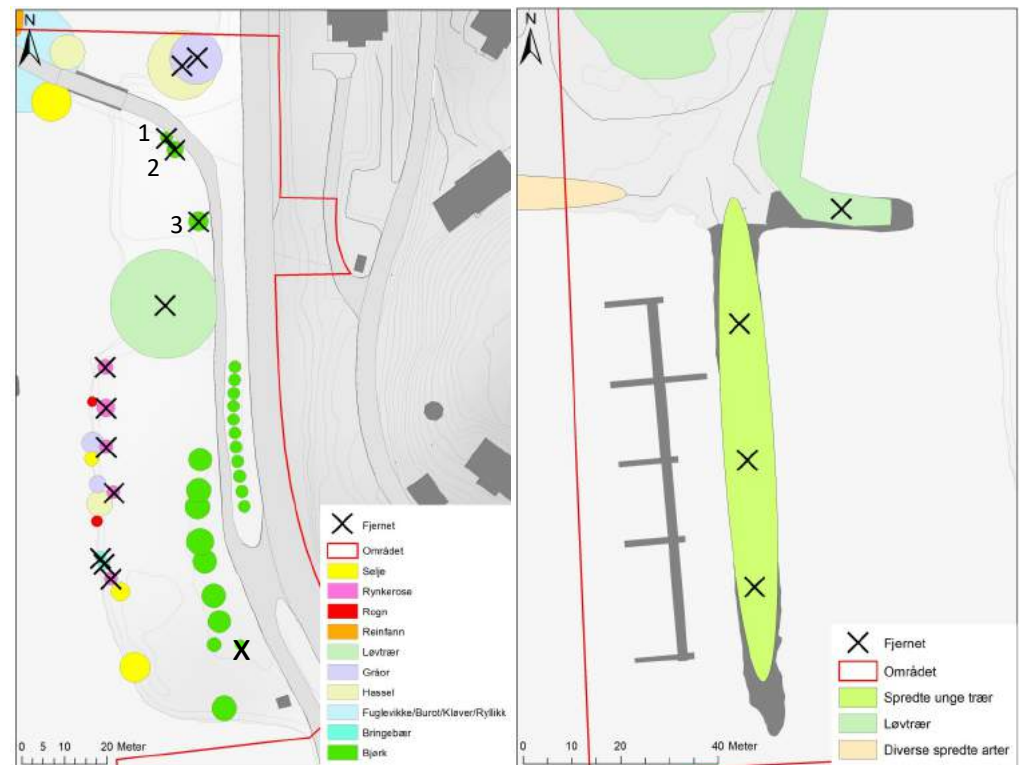 N
1
2
3
X
Fjernet
Området
Selje
Rynkerose
Rogn
Reinfann
Løvtrær
Gråor
Hassel
Fuglevikke/Burot/Kløver/Ryllikk
Bringebær
Bjørk
0 5 10 20 Meter
N
Fjernet
Området
Spredte unge trær
Løvtrær
Diverse spredte arter
0 10 20 40 Meter